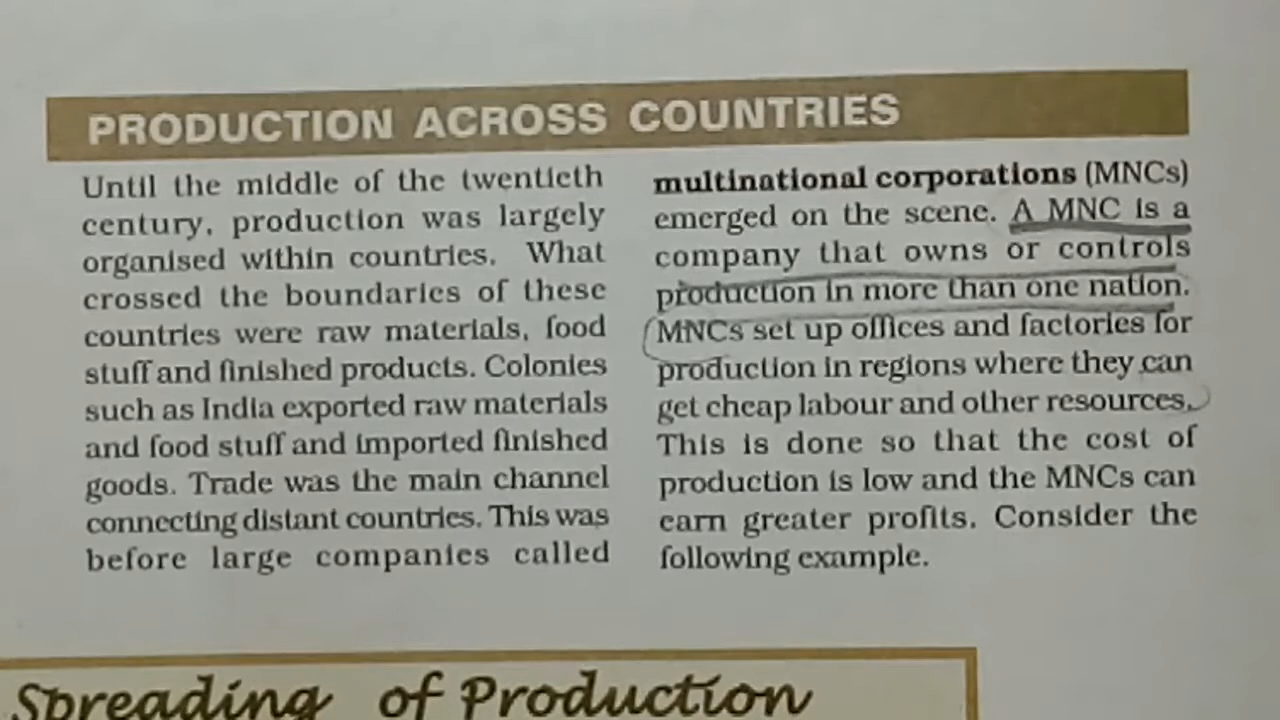 PRODUCTION ACROSS COUNTRIES
Until the middle of the twentieth
century, production was largely
organised within countries. What
crossed the boundaries of these
countries were raw materials, food
stuff and finished products. Colonies
such as India exported raw materials
and food stuff and imported finished
goods. Trade was the main channel
connecting distant countries. This was
before large companies called
multinational corporations (MNCs)
emerged on the scene. A MNC is a
company that owns or controls
production in more than one nation.
MNCs set up offices and factories for
production in regions where they can
get cheap labour and other resources.
This is done so that the cost of
production is low and the MNCs can
earn greater profits. Consider the
following example.
Spreading of Production